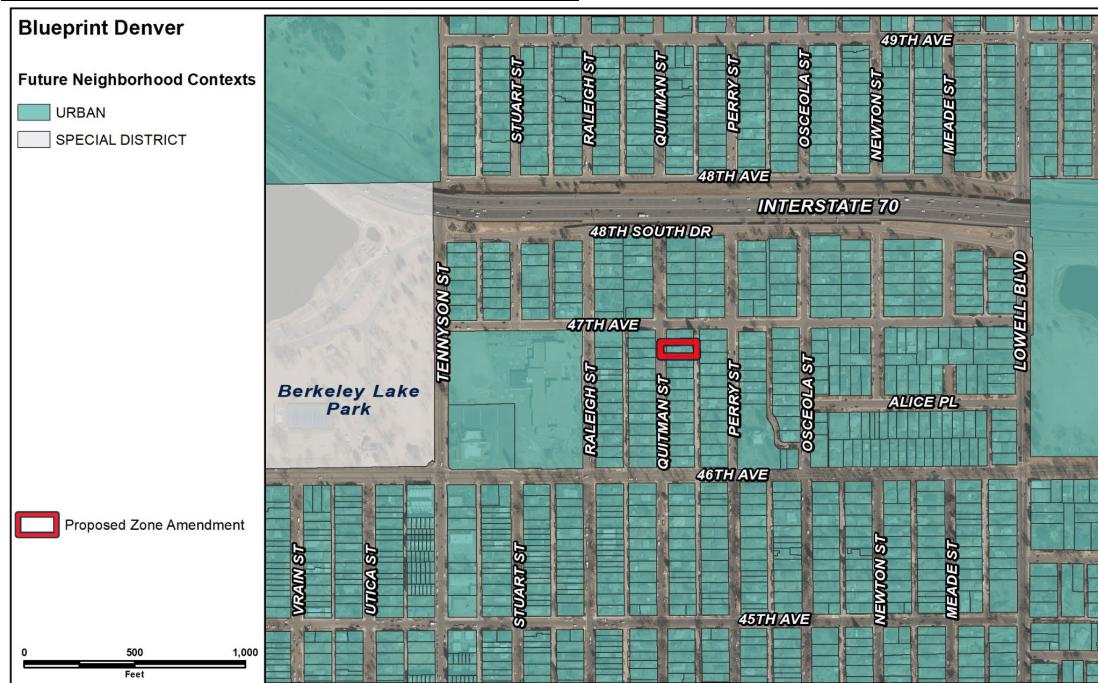 Blueprint Denver
Future Neighborhood Contexts
URBAN
SPECIAL DISTRICT
Proposed Zone Amendment
0 500 1,000
Feet
49TH AVE
STUART ST
RALEIGH ST
QUITMAN ST
PERRY ST
OSCEOLA ST
NEWTON ST
MEADE ST
48TH AVE
INTERSTATE 70
48TH SOUTH DR
TENNYSON ST
LOWELL BLVD
47TH AVE
Berkeley Lake
Park
RALEIGH ST
QUITMAN ST
PERRY ST
OSCEOLA ST
ALICE PL
46TH AVE
VRAIN ST
UTICA ST
STUART ST
NEWTON ST
MEADE ST
45TH AVE